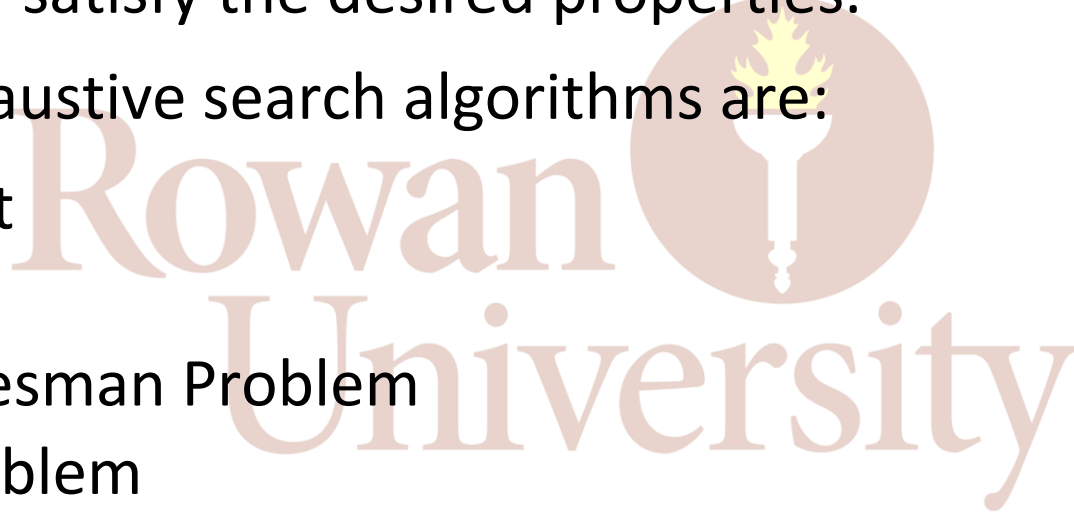 satisfy the desired properties.
austive search algorithms are:
t
Rowan
University
esman Problem
blem